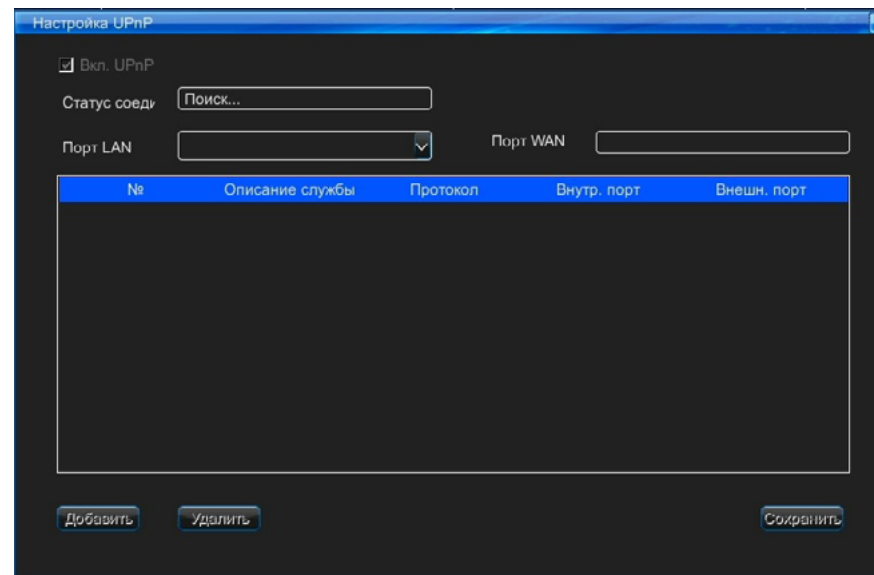 Настройка UPnP
Вкл. UPnP
Статус соеди
Поиск...
Порт LAN
Порт WAN
№ Описание службы Протокол Внутр. порт Внешн. порт
Добавить Удалить Сохранить